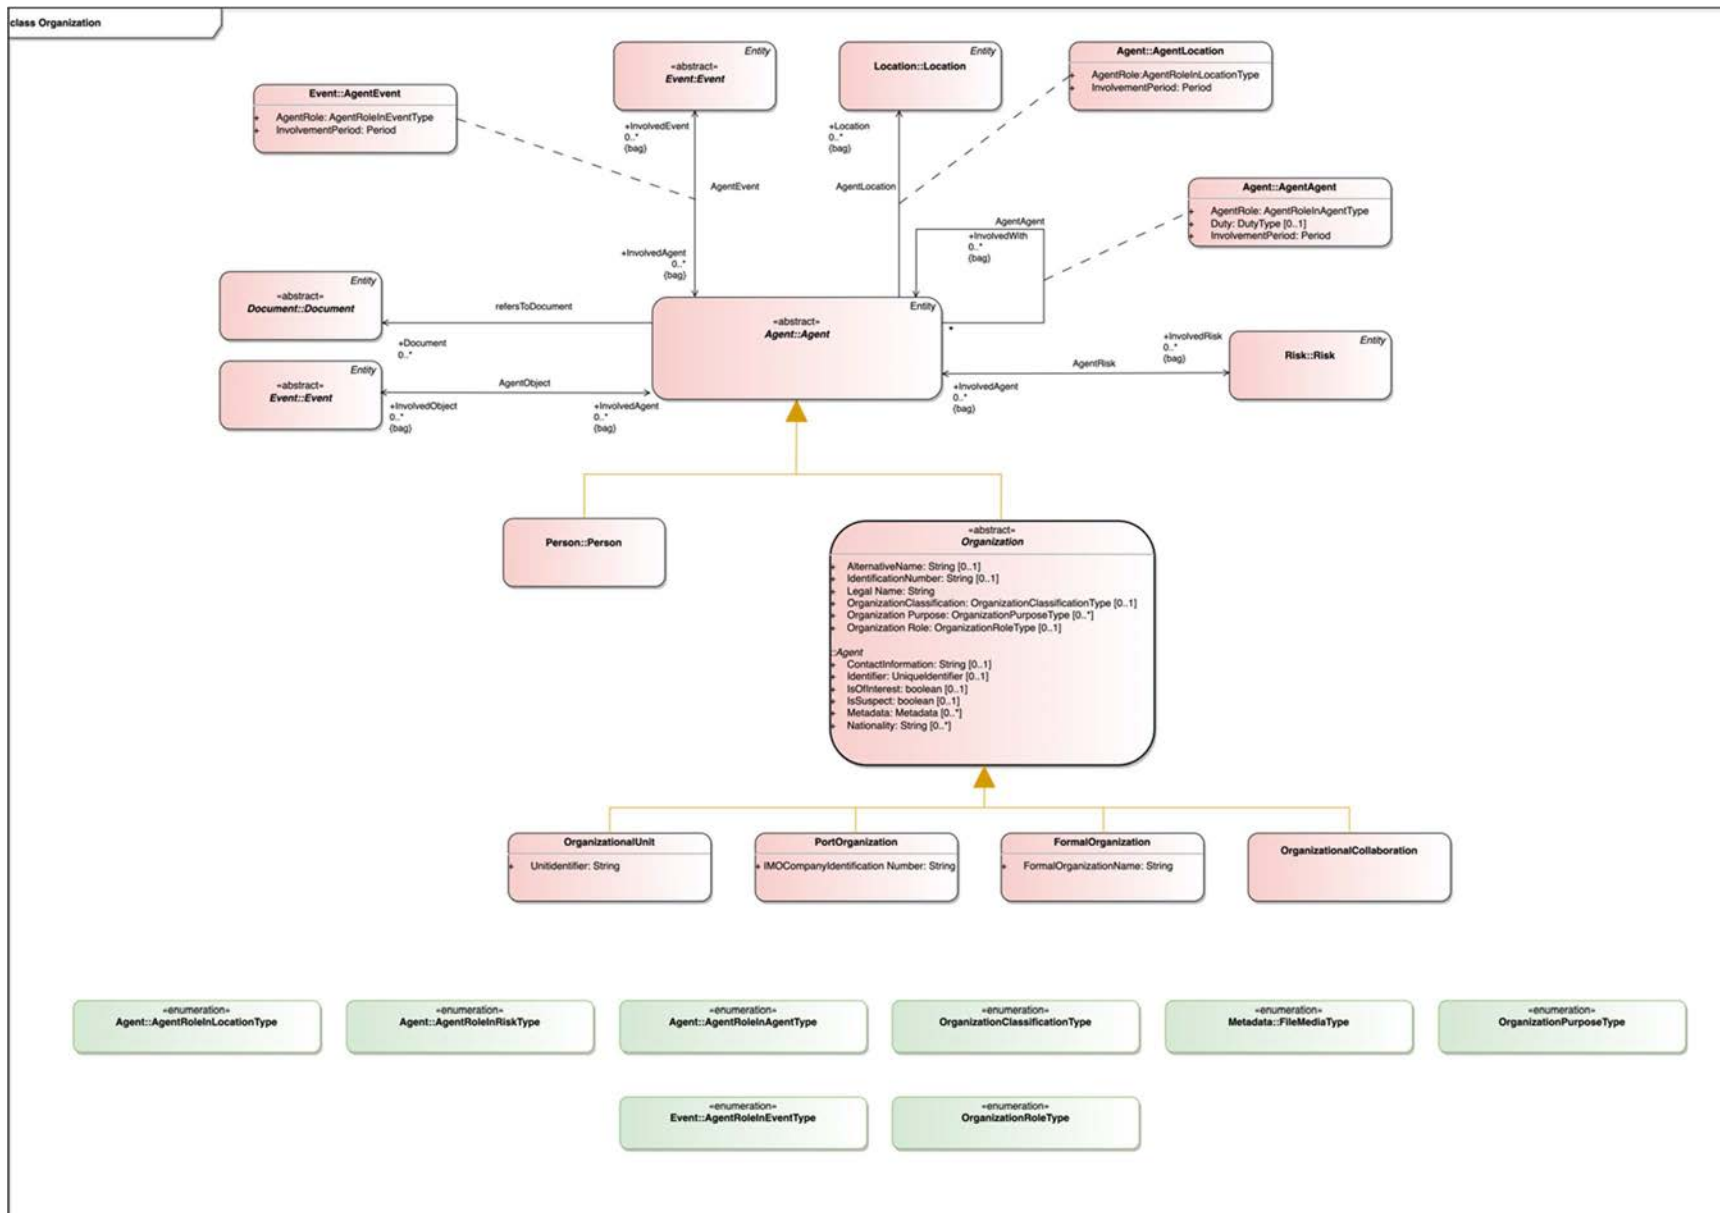 class Organization
Entity
«abstract»
Event:Event
Entity
Location::Location
Agent::AgentLocation
+ AgentRole:AgentRoleInLocationType
+ InvolvementPeriod: Period
Event::AgentEvent
+ AgentRole: AgentRoleInEventType
+ InvolvementPeriod: Period
+InvolvedEvent
0..*
{bag}
+Location
0..*
{bag}
AgentEvent
AgentLocation
Agent::AgentAgent
+ AgentRole: AgentRoleInAgentType
+ Duty: DutyType [0..1]
+ InvolvementPeriod: Period
AgentAgent
+InvolvedWith
0..*
{bag}
+InvolvedAgent
0..*
{bag}
Entity
«abstract»
Document::Document
refersToDocument
+Document
0..*
Entity
«abstract»
Agent::Agent
*
Entity
«abstract»
Event::Event
AgentObject
+InvolvedObject
0..*
{bag}
+InvolvedAgent
0..*
{bag}
+InvolvedRisk
0..*
{bag}
AgentRisk
+InvolvedAgent
0..*
{bag}
Entity
Risk::Risk
Person::Person
«abstract»
Organization
+ AlternativeName: String [0..1]
+ IdentificationNumber: String [0..1]
+ Legal Name: String
+ OrganizationClassification: OrganizationClassificationType [0..1]
+ Organization Purpose: OrganizationPurposeType [0..*]
+ Organization Role: OrganizationRoleType [0..1]
::Agent
+ ContactInformation: String [0..1]
+ Identifier: UniqueIdentifier [0..1]
+ IsOfInterest: boolean [0..1]
+ IsSuspect: boolean [0..1]
+ Metadata: Metadata [0..*]
+ Nationality: String [0..*]
OrganizationalUnit
+ UnitIdentifier: String
PortOrganization
+ IMOCompanyIdentification Number: String
FormalOrganization
+ FormalOrganizationName: String
OrganizationalCollaboration
«enumeration»
Agent::AgentRoleInLocationType
«enumeration»
Agent::AgentRoleInRiskType
«enumeration»
Agent::AgentRoleInAgentType
«enumeration»
OrganizationClassificationType
«enumeration»
Metadata::FileMediaType
«enumeration»
OrganizationPurposeType
«enumeration»
Event::AgentRoleInEventType
«enumeration»
OrganizationRoleType